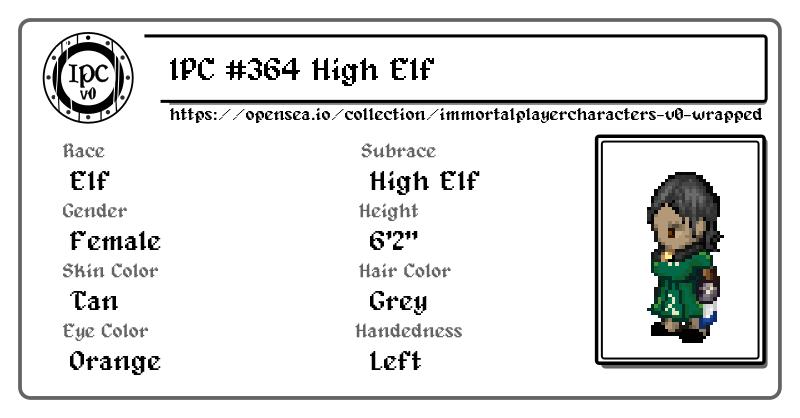 IPC
v0
IPC #364 High Elf
https://opensea.io/collection/immortalplayercharacters-v0-wrapped
Race
Elf
Subrace
High Elf
Gender
Female
Height
6'2"
Skin Color
Tan
Hair Color
Grey
Eye Color
Orange
Handedness
Left